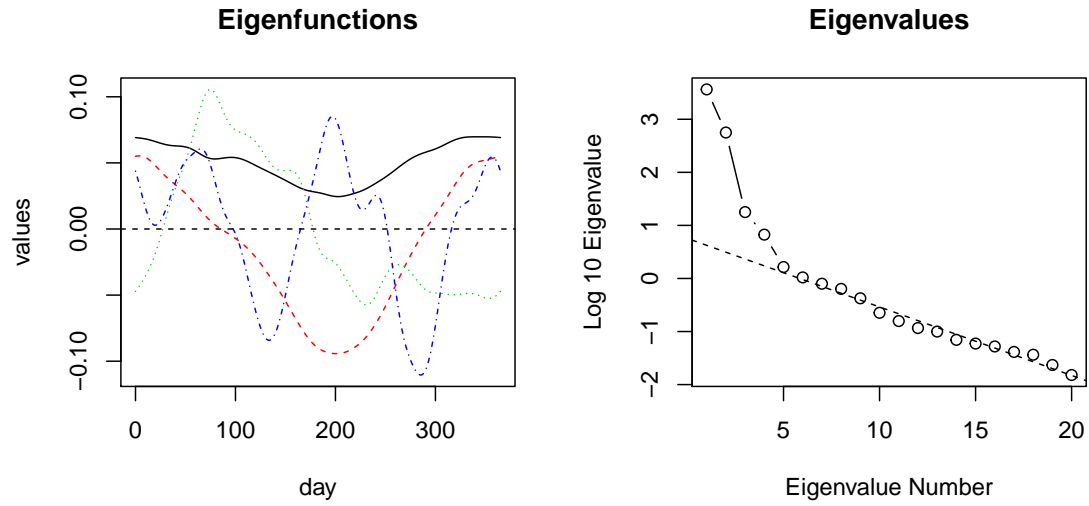 Eigenfunctions
values
0.10
0.00
−0.10
0
100
200
300
day
Eigenvalues
Log 10 Eigenvalue
3
2
1
0
−1
−2
5
10
15
20
Eigenvalue Number